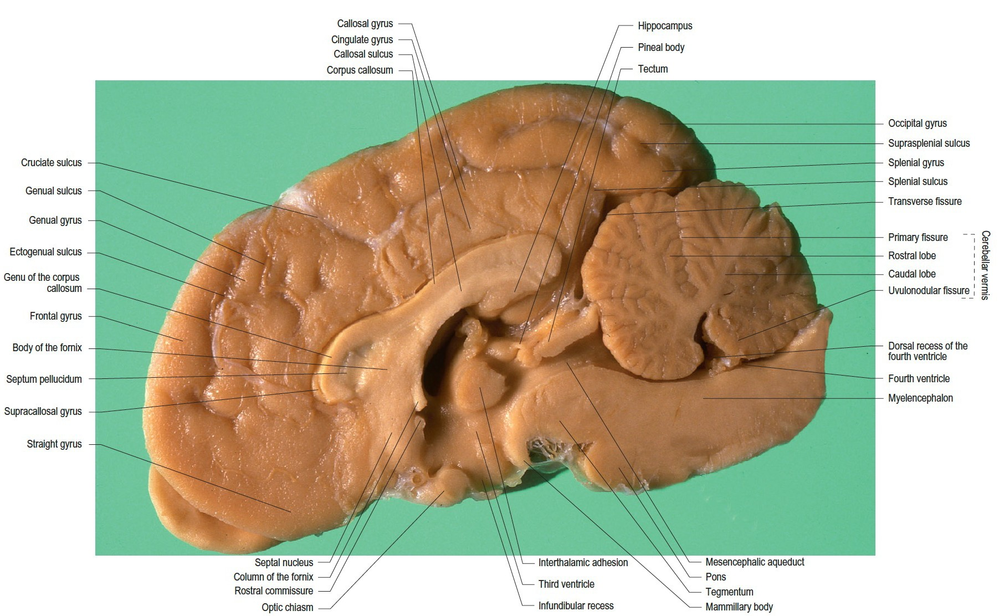 Callosal gyrus
Cingulate gyrus
Callosal sulcus
Corpus callosum
Hippocampus
Pineal body
Tectum
Cruciate sulcus
Genual sulcus
Genual gyrus
Ectogenual sulcus
Genu of the corpus
callosum
Frontal gyrus
Body of the fornix
Septum pellucidum
Supracallosal gyrus
Straight gyrus
Occipital gyrus
Suprasplenial sulcus
Splenial gyrus
Splenial sulcus
Transverse fissure
Primary fissure
Rostral lobe
Caudal lobe
Uvulonodular fissure
Cerebellar vermis
Dorsal recess of the
fourth ventricle
Fourth ventricle
Myelencephalon
Septal nucleus
Column of the fornix
Rostral commissure
Optic chiasm
Interthalamic adhesion
Third ventricle
Infundibular recess
Mesencephalic aqueduct
Pons
Tegmentum
Mammillary body